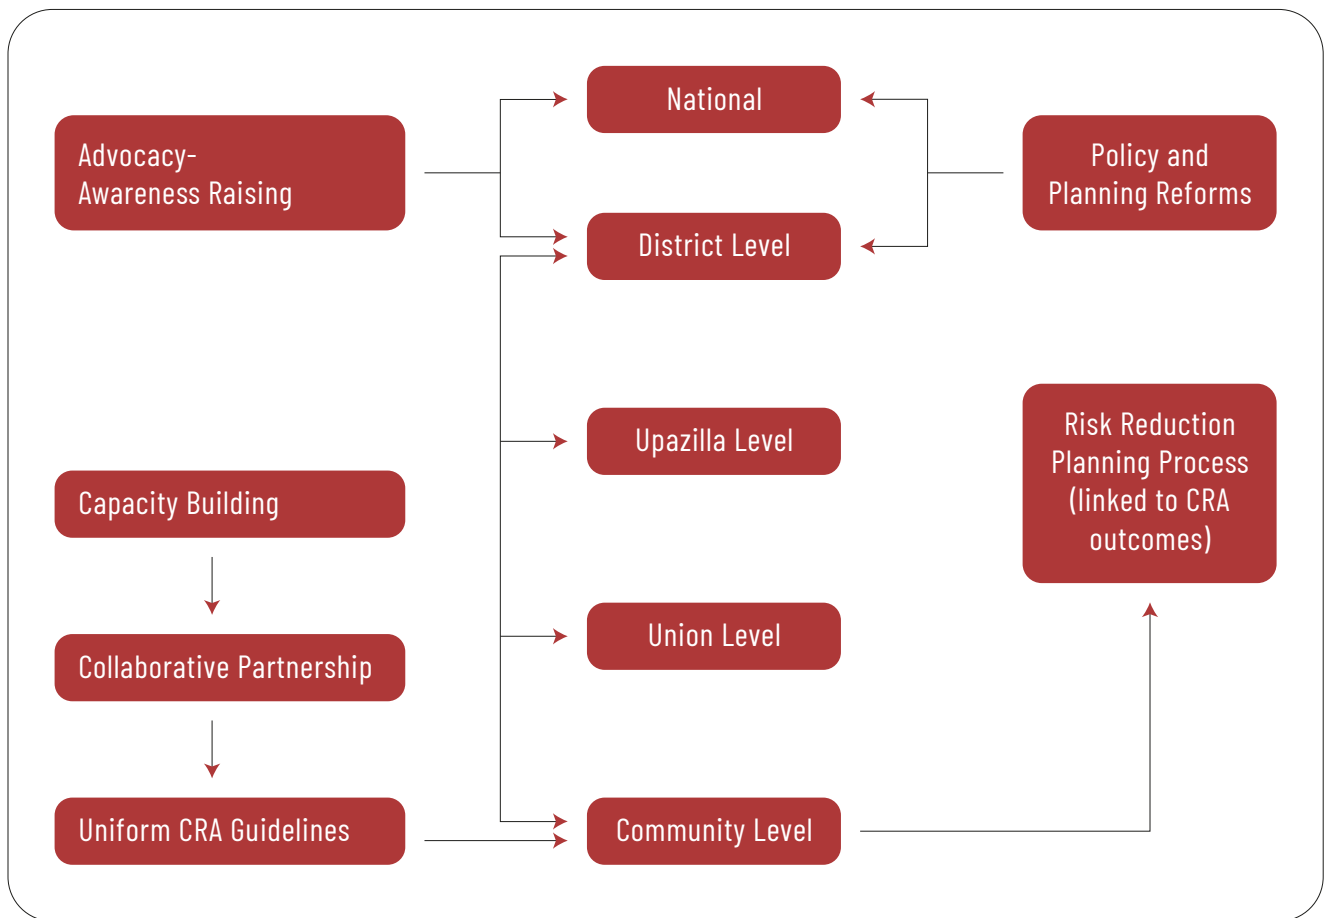 Advocacy-
Awareness Raising
Capacity Building
Collaborative Partnership
Uniform CRA Guidelines
National
District Level
Upazilla Level
Union Level
Community Level
Policy and
Planning Reforms
Risk Reduction
Planning Process
(linked to CRA
outcomes)